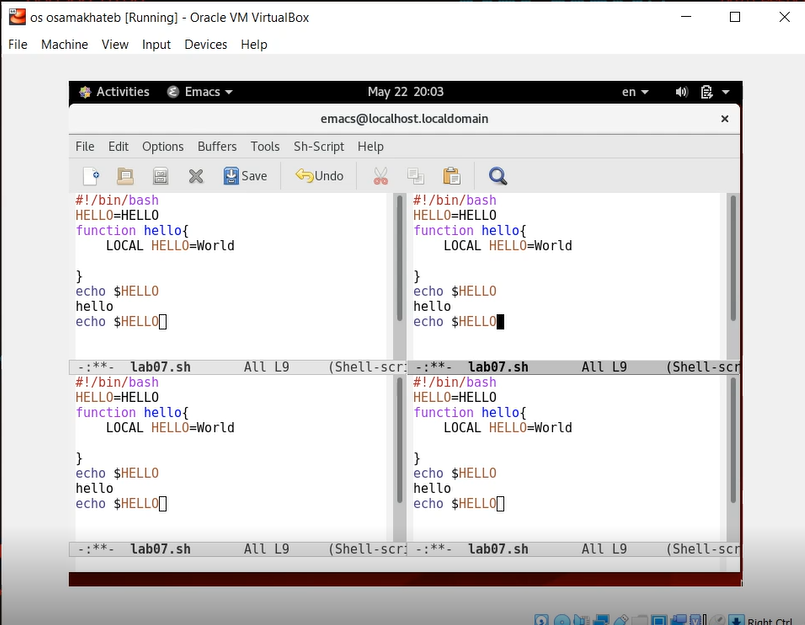 os osamakhateb [Running] - Oracle VM VirtualBox
File Machine View Input Devices Help
Activities Emacs May 22 20:03 en
emacs@localhost.localdomain
File Edit Options Buffers Tools Sh-Script Help
Save Undo
#!/bin/bash
HELLO=HELLO
function hello{
    LOCAL HELLO=World
}
echo $HELLO
hello
echo $HELLO
-:**- lab07.sh All L9 (Shell-scri
#!/bin/bash
HELLO=HELLO
function hello{
    LOCAL HELLO=World
}
echo $HELLO
hello
echo $HELLO
-:**- lab07.sh All L9 (Shell-scr
#!/bin/bash
HELLO=HELLO
function hello{
    LOCAL HELLO=World
}
echo $HELLO
hello
echo $HELLO
-:**- lab07.sh All L9 (Shell-scri
#!/bin/bash
HELLO=HELLO
function hello{
    LOCAL HELLO=World
}
echo $HELLO
hello
echo $HELLO
-:**- lab07.sh All L9 (Shell-scr
Right Ctrl